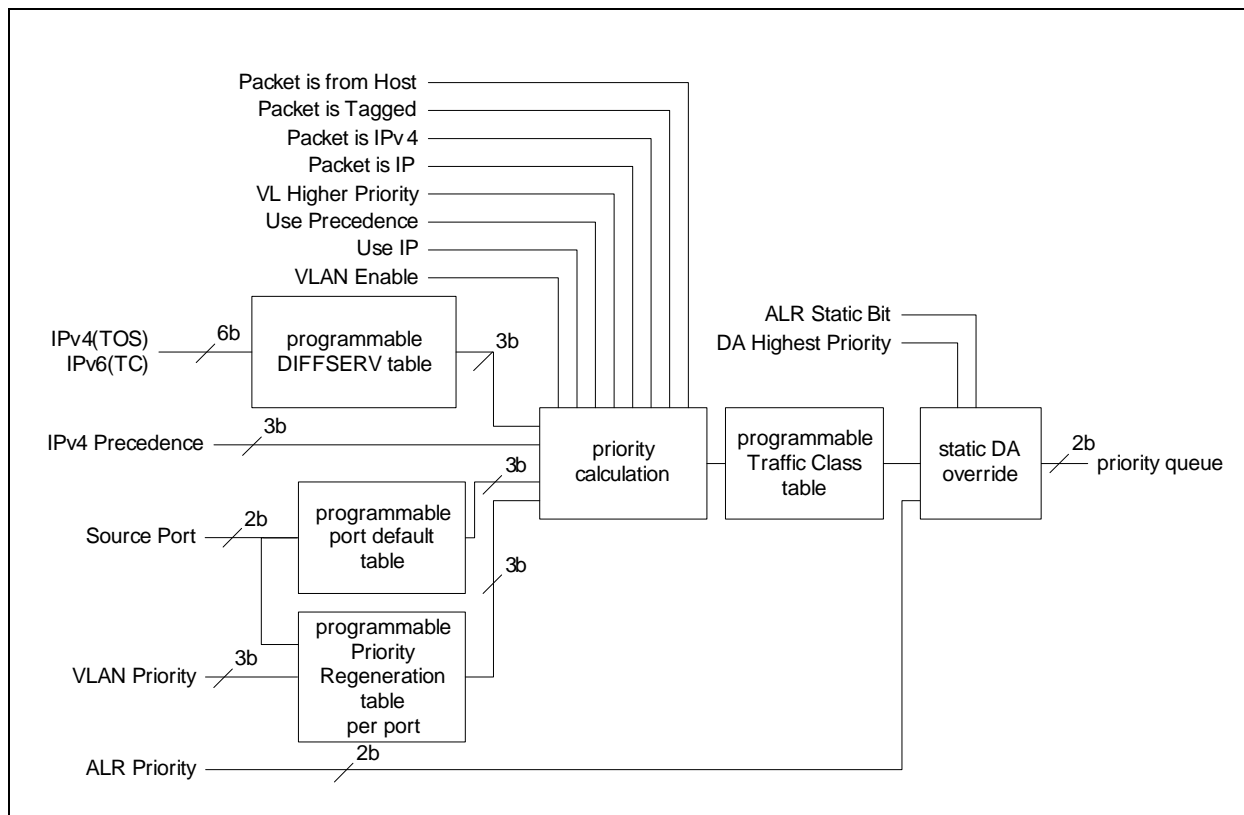 Packet is from Host
Packet is Tagged
Packet is IPv4
Packet is IP
VL Higher Priority
Use Precedence
Use IP
VLAN Enable
IPv4(TOS)
IPv6(TC)
6b
programmable
DIFFSERV table
3b
ALR Static Bit
DA Highest Priority
IPv4 Precedence
3b
3b
priority
calculation
programmable
Traffic Class
table
static DA
override
2b
priority queue
Source Port
2b
programmable
port default
table
3b
VLAN Priority
3b
programmable
Priority
Regeneration
table
per port
ALR Priority
2b